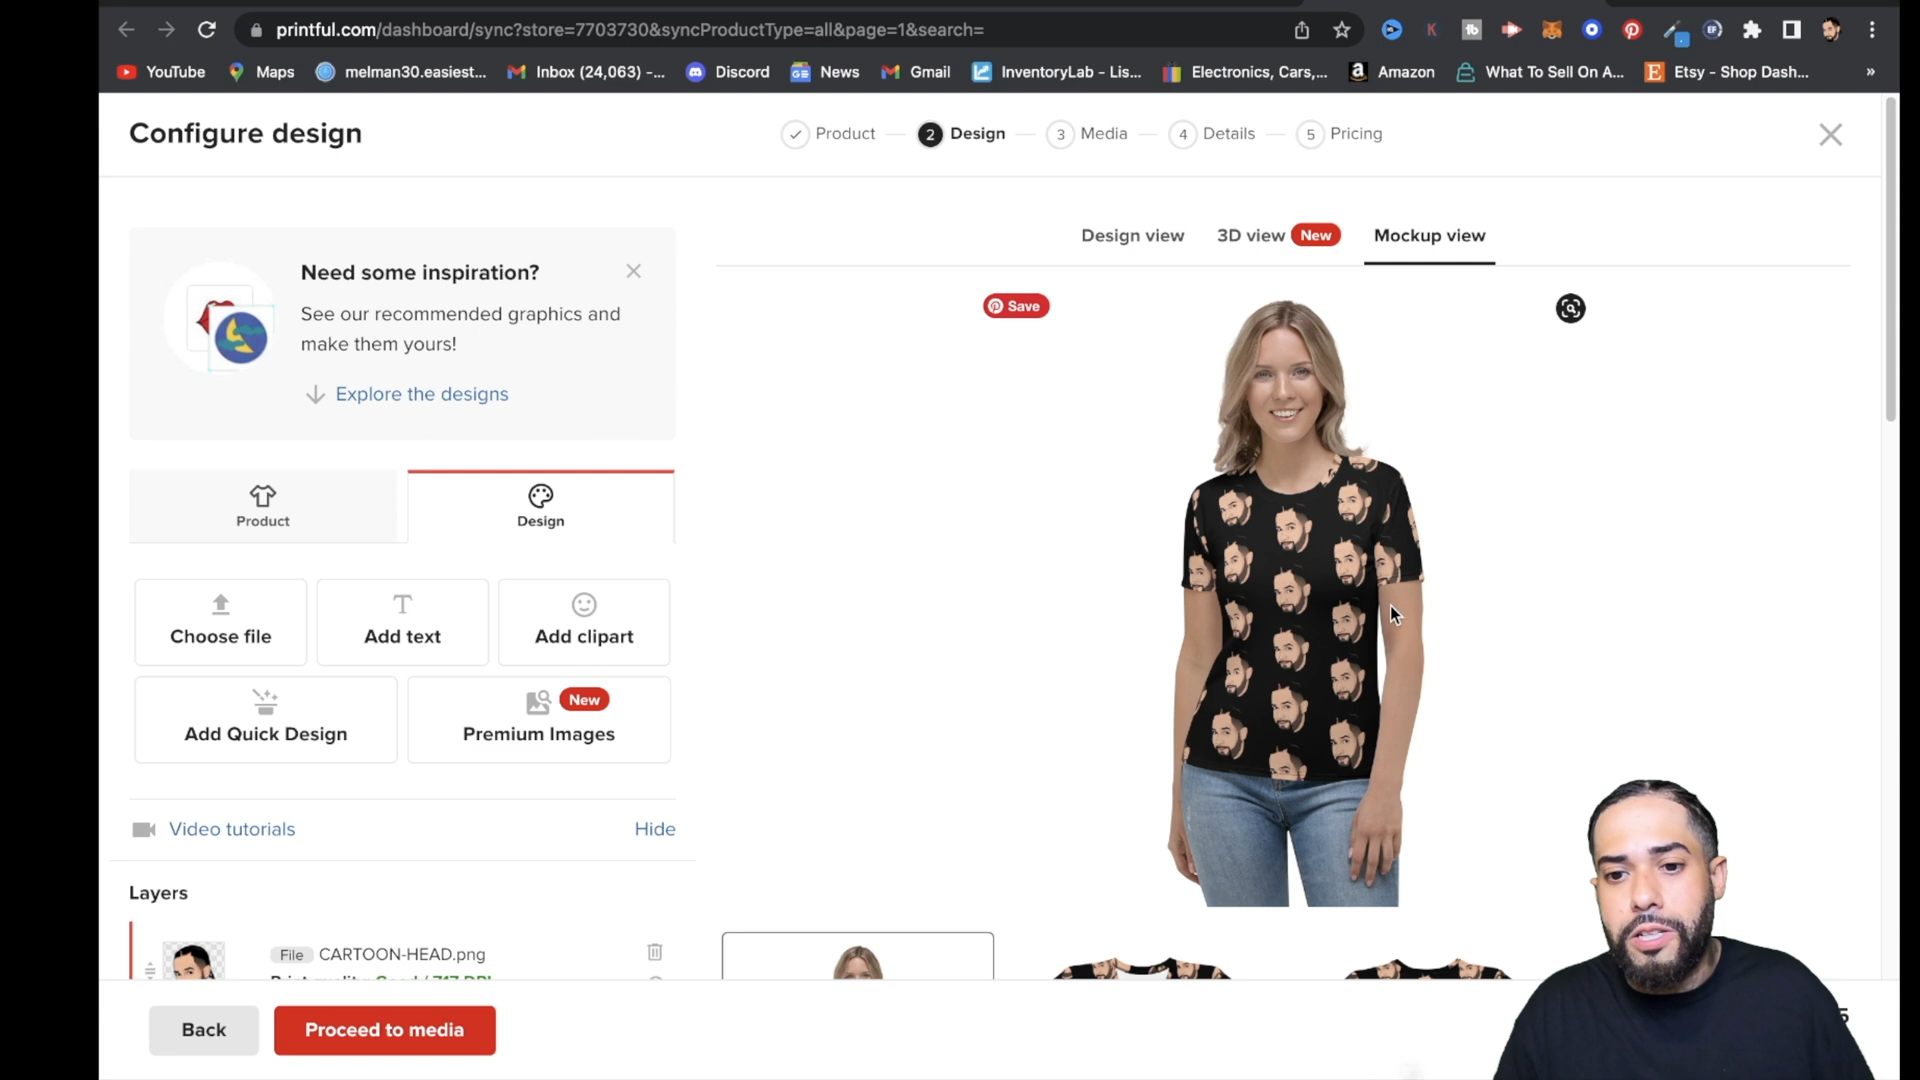 printful.com/dashboard/sync?store=7703730&syncProductType=all&page=1&search=
YouTube Maps melman30.easiest... Inbox (24,063) -... Discord News Gmail InventoryLab - Lis... Electronics, Cars,... Amazon What To Sell On A... Etsy - Shop Dash... »
Configure design
Product 2 Design 3 Media 4 Details 5 Pricing
Design view 3D view New Mockup view
Need some inspiration?
See our recommended graphics and
make them yours!
Explore the designs
Save
Product
Design
Choose file
Add text
Add clipart
Add Quick Design
New
Premium Images
Video tutorials
Hide
Layers
File CARTOON-HEAD.png
Back
Proceed to media